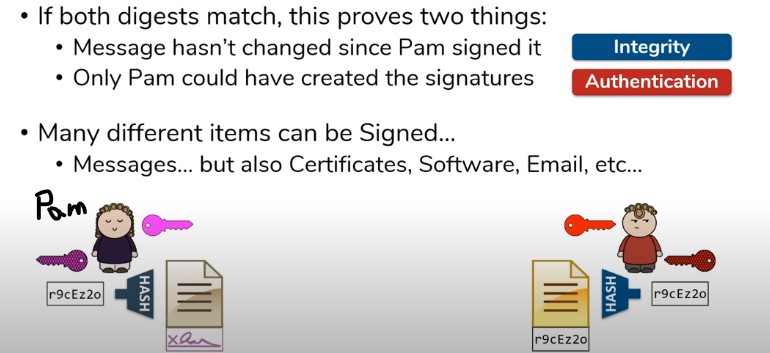 • If both digests match, this proves two things:
• Message hasn't changed since Pam signed it
Integrity
• Only Pam could have created the signatures
Authentication
• Many different items can be Signed...
• Messages... but also Certificates, Software, Email, etc...
Pam
r9cEz2o
HASH
HASH
r9cEz2o
r9cEz2o